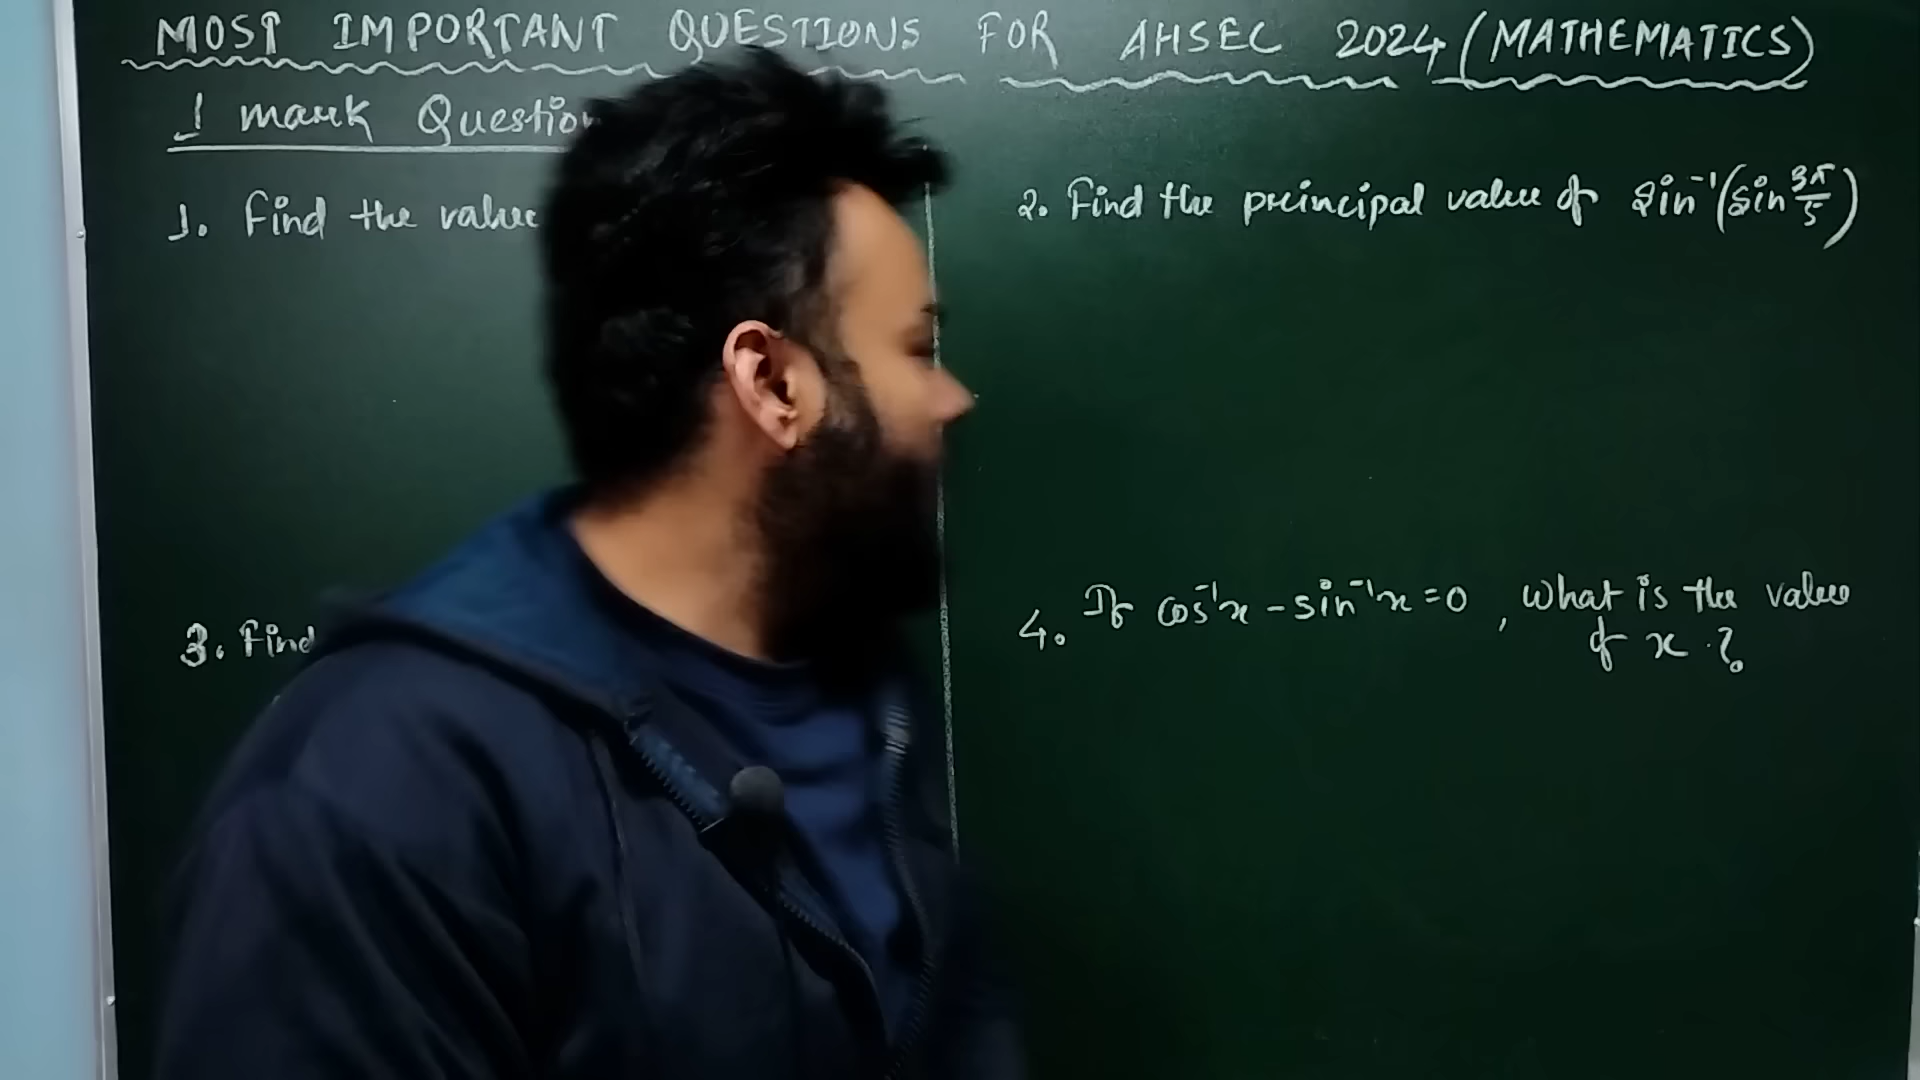 MOST IMPORTANT QUESTIONS FOR AHSEC 2024 (MATHEMATICS)
1 mark
1. Find the value
2. Find the principal value of sin⁻¹(sin 3π/5)
3. Find
4. If cos⁻¹x - sin⁻¹x = 0, what is the value
of x ?